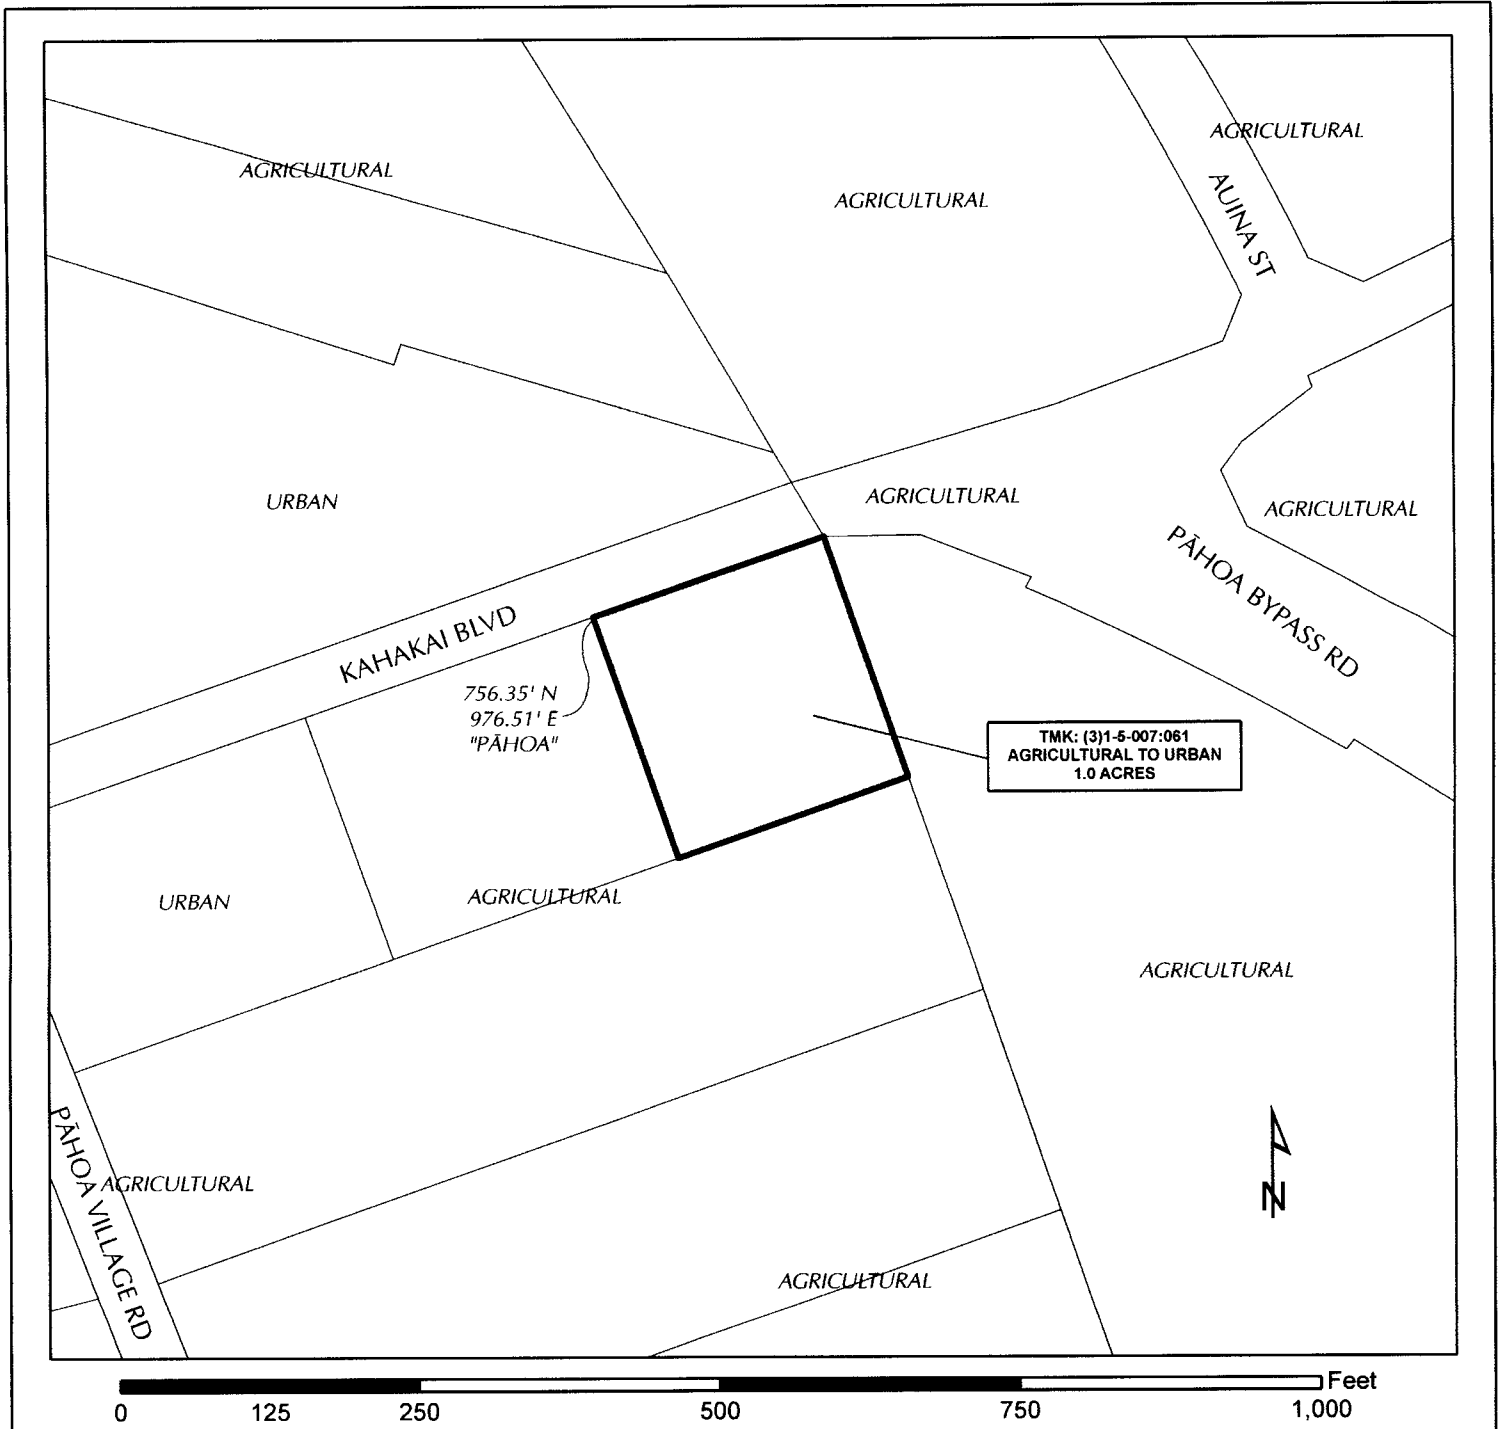 AGRICULTURAL
AGRICULTURAL
AGRICULTURAL
AUINA ST
URBAN
AGRICULTURAL
AGRICULTURAL
PĀHOA BYPASS RD
KAHAKAI BLVD
756.35' N
976.51' E
"PĀHOA"
TMK: (3)1-5-007:061
AGRICULTURAL TO URBAN
1.0 ACRES
URBAN
AGRICULTURAL
AGRICULTURAL
PĀHOA VILLAGE RD
AGRICULTURAL
N
AGRICULTURAL
Feet
0 125 250 500 750 1,000